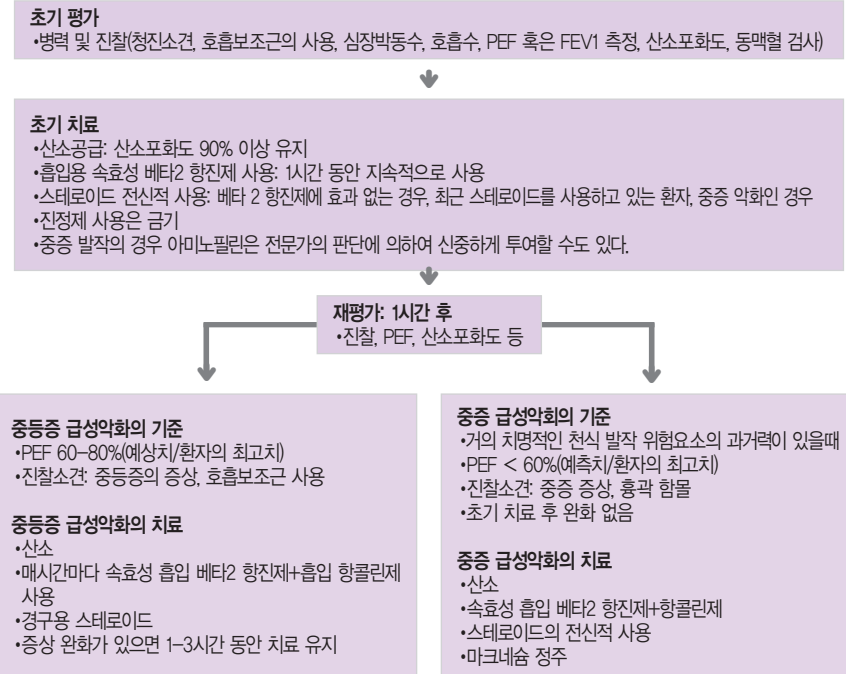 초기 평가
•병력 및 진찰(청진소견, 호흡보조근의 사용, 심장박동수, 호흡수, PEF 혹은 FEV1 측정, 산소포화도, 동맥혈 검사)
초기 치료
•산소공급: 산소포화도 90% 이상 유지
•흡입용 속효성 베타2 항진제 사용: 1시간 동안 지속적으로 사용
•스테로이드 전신적 사용: 베타 2 항진제에 효과 없는 경우, 최근 스테로이드를 사용하고 있는 환자, 중증 악화인 경우
•진정제 사용은 금기
•중증 발작의 경우 아미노필린은 전문가의 판단에 의하여 신중하게 투여할 수도 있다.
재평가: 1시간 후
•진찰, PEF, 산소포화도 등
중등증 급성악화의 기준
•PEF 60-80%(예상치/환자의 최고치)
•진찰소견: 중등증의 증상, 호흡보조근 사용
중등증 급성악화의 치료
•산소
•매시간마다 속효성 흡입 베타2 항진제+흡입 항콜린제
사용
•경구용 스테로이드
•증상 완화가 있으면 1-3시간 동안 치료 유지
중증 급성악회의 기준
•거의 치명적인 천식 발작 위험요소의 과거력이 있을때
•PEF < 60%(예측치/환자의 최고치)
•진찰소견: 중증 증상, 흉곽 함몰
•초기 치료 후 완화 없음
중증 급성악화의 치료
•산소
•속효성 흡입 베타2 항진제+항콜린제
•스테로이드의 전신적 사용
•마크네슘 정주